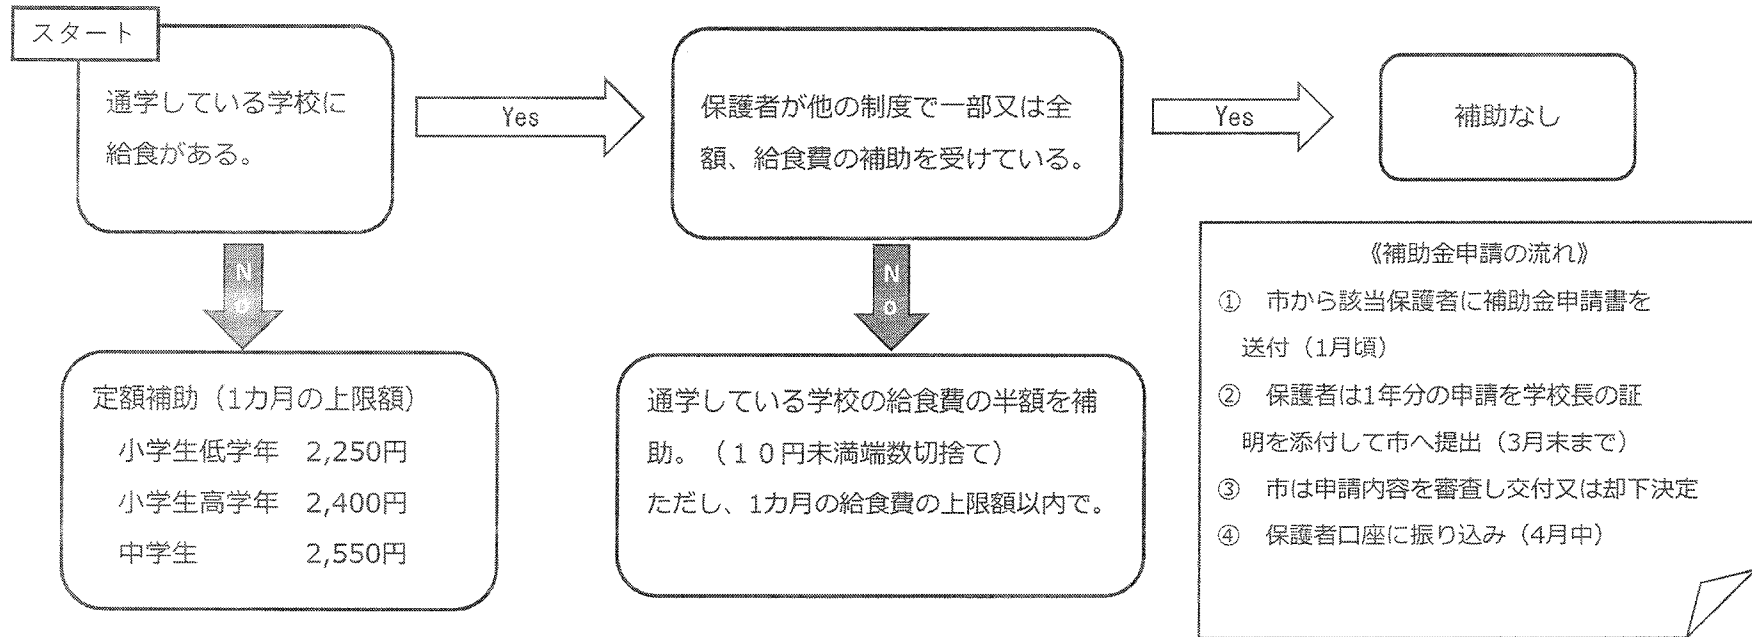 スタート
通学している学校に
給食がある。
Yes
保護者が他の制度で一部又は全
額、給食費の補助を受けている。
Yes
補助なし
NO
NO
定額補助（1カ月の上限額）
小学生低学年　2,250円
小学生高学年　2,400円
中学生　2,550円
通学している学校の給食費の半額を補
助。（１０円未満端数切捨て）
ただし、1カ月の給食費の上限額以内で。
《補助金申請の流れ》
①　市から該当保護者に補助金申請書を
送付（1月頃）
②　保護者は1年分の申請を学校長の証
明を添付して市へ提出（3月末まで）
③　市は申請内容を審査し交付又は却下決定
④　保護者口座に振り込み（4月中）